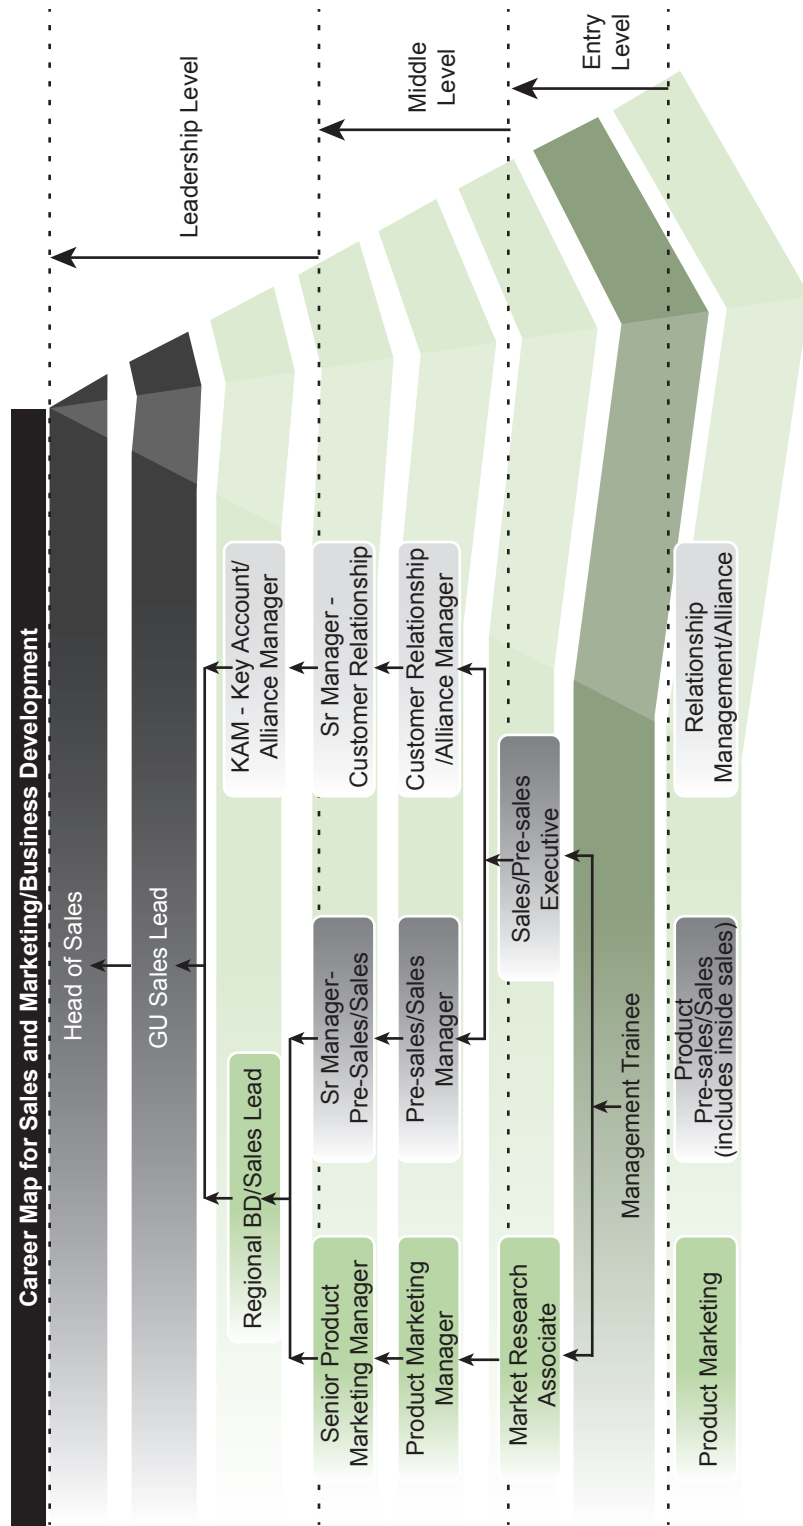 Career Map for Sales and Marketing/Business Development
Head of Sales
GU Sales Lead
Regional BD/Sales Lead
KAM - Key Account/
Alliance Manager
Senior Product
Marketing Manager
Sr Manager-
Pre-Sales/Sales
Sr Manager -
Customer Relationship
Product Marketing
Manager
Pre-sales/Sales
Manager
Customer Relationship
/Alliance Manager
Market Research
Associate
Sales/Pre-sales
Executive
Management Trainee
Product Marketing
Product
Pre-sales/Sales
(includes inside sales)
Relationship
Management/Alliance
Leadership Level
Middle
Level
Entry
Level